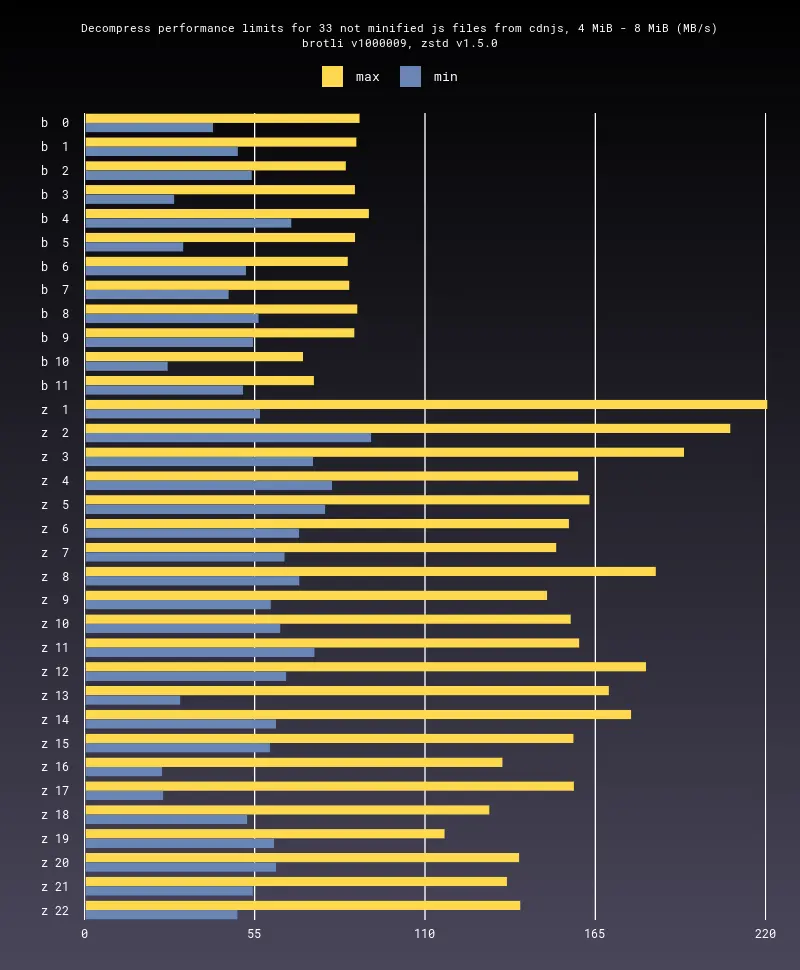 Decompress performance limits for 33 not minified js files from cdnjs, 4 MiB - 8 MiB (MB/s)
brotli v1000009, zstd v1.5.0
max min
b 0
b 1
b 2
b 3
b 4
b 5
b 6
b 7
b 8
b 9
b 10
b 11
z 1
z 2
z 3
z 4
z 5
z 6
z 7
z 8
z 9
z 10
z 11
z 12
z 13
z 14
z 15
z 16
z 17
z 18
z 19
z 20
z 21
z 22
0 55 110 165 220